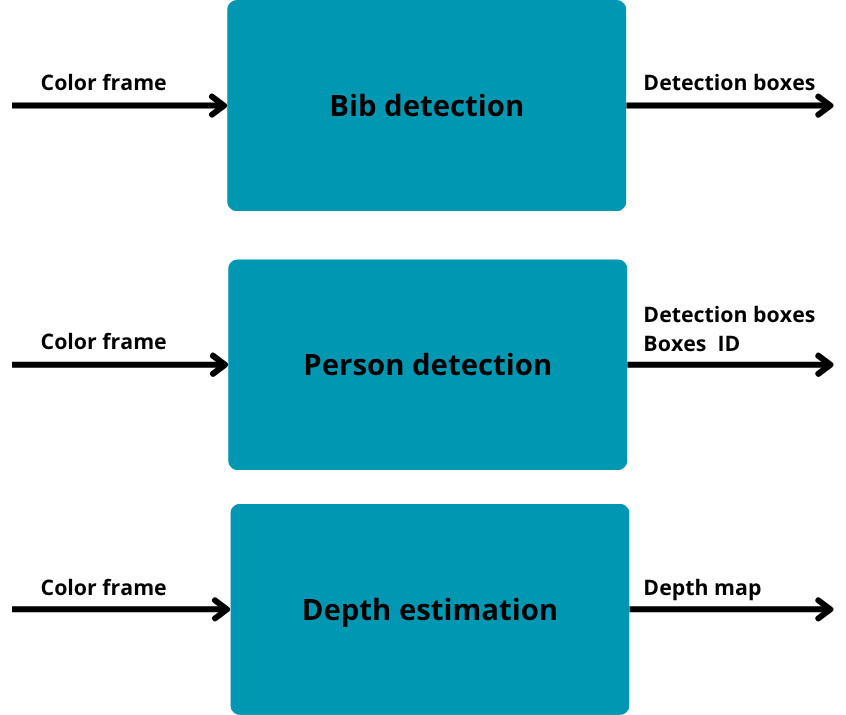 Color frame
Bib detection
Detection boxes
Color frame
Person detection
Detection boxes
Boxes  ID
Color frame
Depth estimation
Depth map